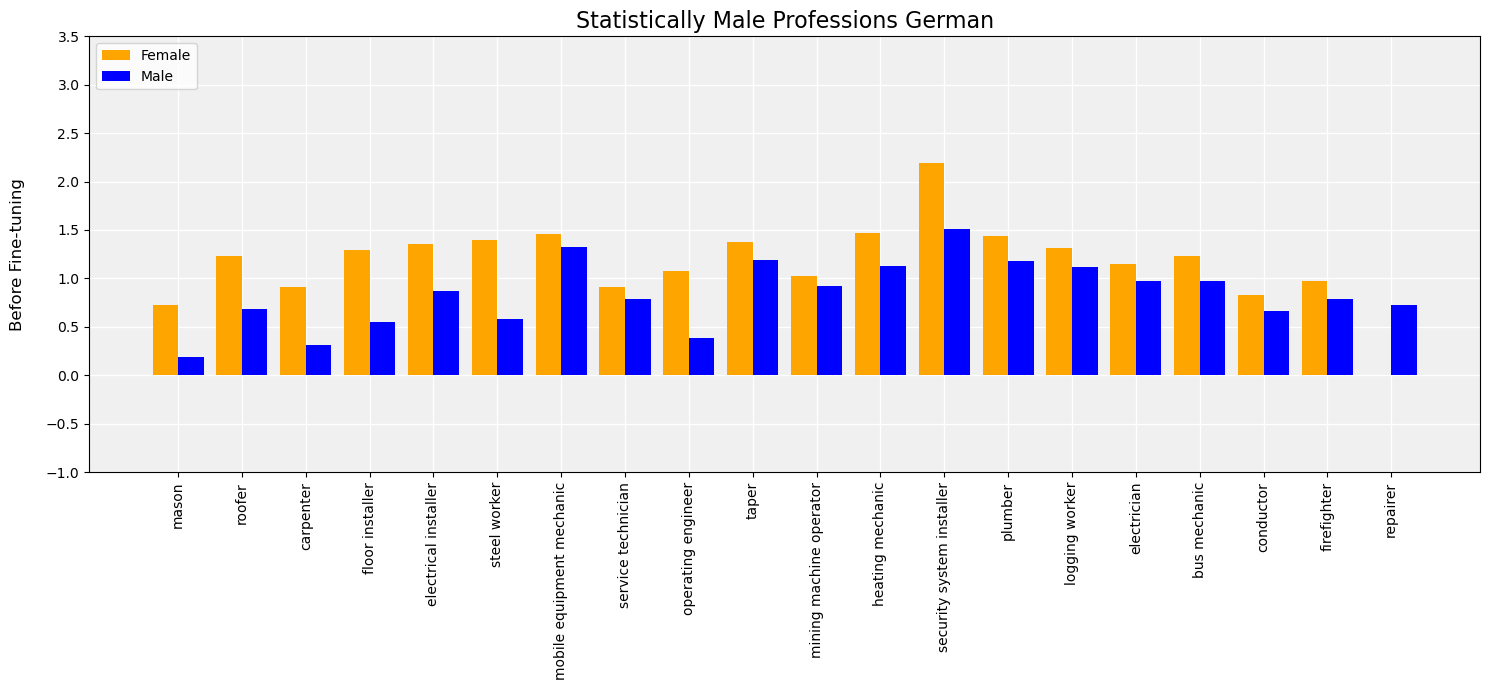 Statistically Male Professions German
Female
Male
3.5
3.0
2.5
2.0
1.5
1.0
0.5
0.0
−0.5
−1.0
Before Fine-tuning
mason
roofer
carpenter
floor installer
electrical installer
steel worker
mobile equipment mechanic
service technician
operating engineer
taper
mining machine operator
heating mechanic
security system installer
plumber
logging worker
electrician
bus mechanic
conductor
firefighter
repairer